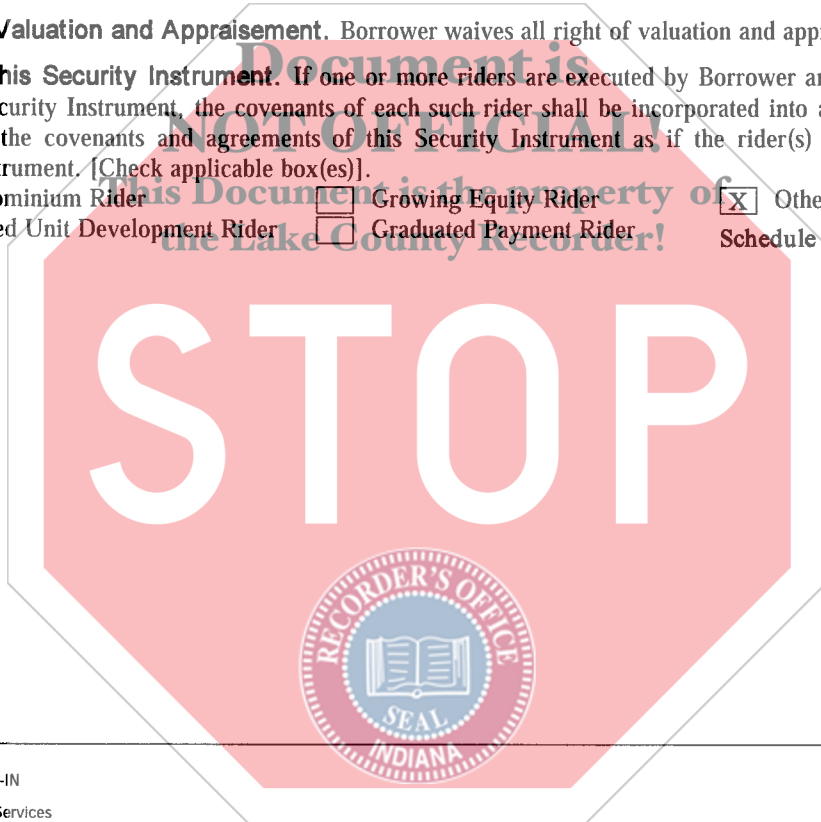 Valuation and Appraisement. Borrower waives all right of valuation and appr
Document is
his Security Instrument. If one or more riders are executed by Borrower an
curity Instrument, the covenants of each such rider shall be incorporated into a
NOT OFFICIAL!
the covenants and agreements of this Security Instrument as if the rider(s)
rument. [Check applicable box(es)].
This Document is the property of
ominium Rider Growing Equity Rider X Othe
the Lake County Recorder!
ed Unit Development Rider Graduated Payment Rider Schedule
STOP
RECORDER'S OFFICE
SEAL
INDIANA
-IN
Services